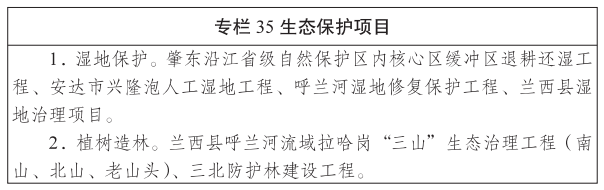 专栏 35 生态保护项目
1. 湿地保护。肇东沿江省级自然保护区内核心区缓冲区退耕还湿工
程、安达市兴隆泡人工湿地工程、呼兰河湿地修复保护工程、兰西县湿
地治理项目。
2. 植树造林。兰西县呼兰河流域拉哈岗“三山”生态治理工程（南
山、北山、老山头）、三北防护林建设工程。